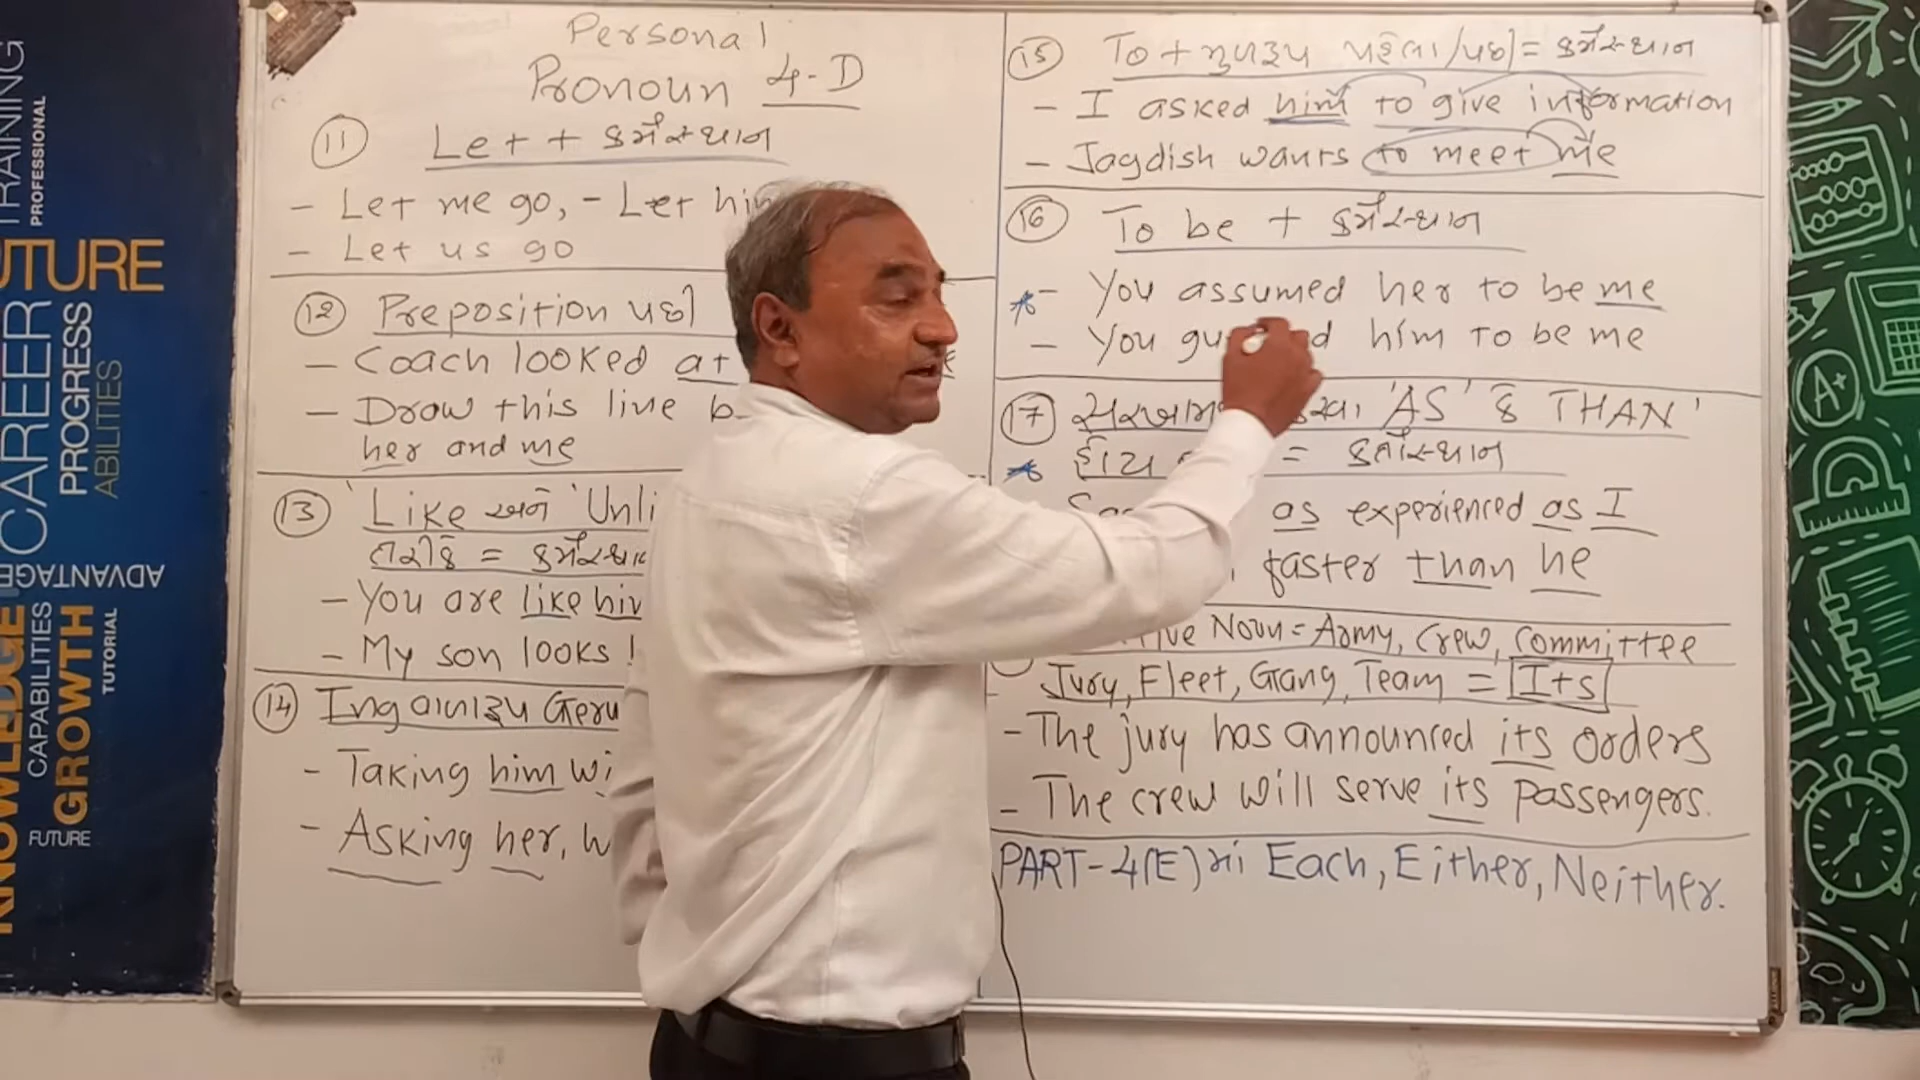 Personal
Pronoun 4-D
(11) Let + કર્મસ્થાન
- Let me go, - Let him
- Let us go
(12) Preposition પછી
- Coach looked at
- Draw this line b
her and me
(13) 'Like અને 'Unli
તરીકે = કર્મસ્થાન
- You are like him
- My son looks
(14) Ing વાળારૂપ Geru
- Taking him wi
- Asking her, w
(15) To + મુળરૂપ પહેલા/પછી = કર્મસ્થાન
- I asked him to give information
- Jagdish wants to meet me
(16) To be + કર્મસ્થાન
- You assumed her to be me
- You gu d him to be me
(17) 'AS' કે THAN'
હોય = કર્તાસ્થાન
as experienced as I
faster than he
tive Noun = Army, Crew, Committee
Jury, Fleet, Gang, Team = Its
- The jury has announced its orders
- The crew will serve its passengers.
PART-4(E) માં Each, Either, Neither.
TRAINING
PROFESSIONAL
FUTURE
CAREER
PROGRESS
ABILITIES
ADVANTAGE
KNOWLEDGE
CAPABILITIES
GROWTH
TUTORIAL
FUTURE
A+